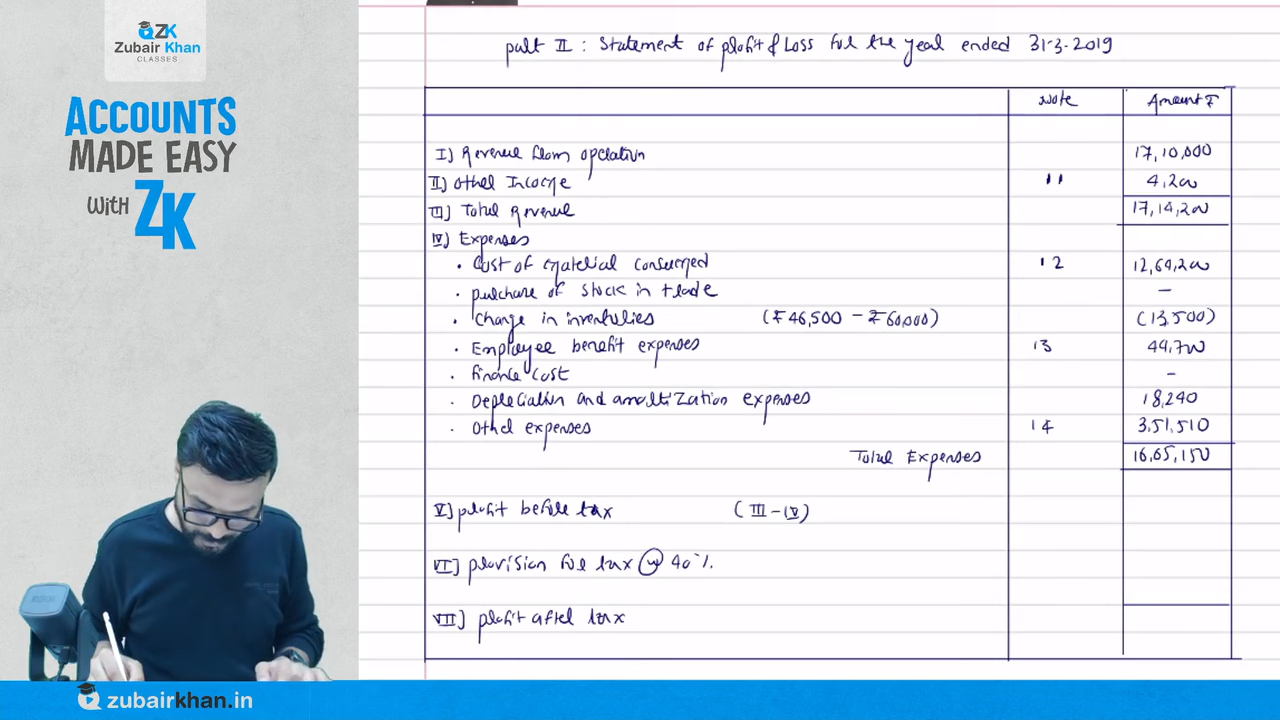 ZK
Zubair Khan
CLASSES
ACCOUNTS
MADE EASY
with ZK
Part II : Statement of Profit & Loss for the year ended 31-3-2019
Note Amount ₹
I) Revenue from operation 17,10,000
II) Other Income 11 4,200
III) Total Revenue 17,14,200
IV) Expenses
• Cost of material consumed 12 12,64,200
• purchase of stock in trade –
• Change in inventories (₹46,500 – ₹60,000) (13,500)
• Employee benefit expenses 13 44,700
• finance cost –
• Depreciation and amortization expenses 18,240
• Other expenses 14 3,51,510
Total Expenses 16,65,150
V] profit before tax (III – IV)
VI] provision for tax @ 40%.
VII] profit after tax
zubairkhan.in